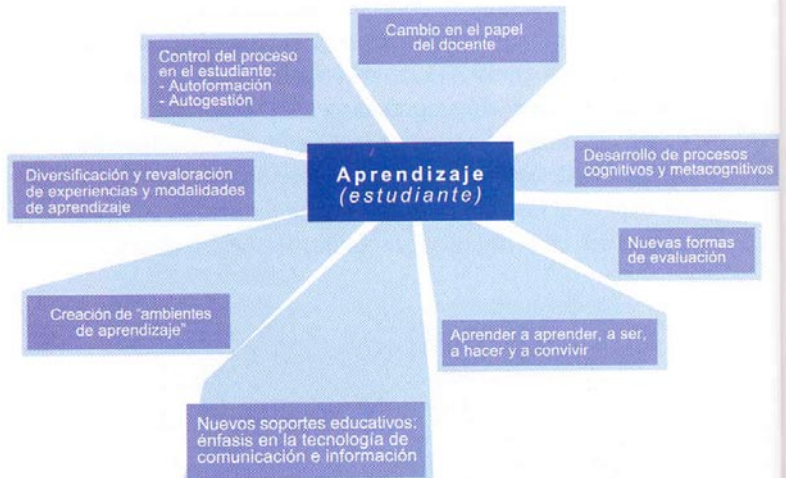 Cambio en el papel
del docente
Control del proceso
en el estudiante:
- Autoformación
- Autogestión
Aprendizaje
(estudiante)
Desarrollo de procesos
cognitivos y metacognitivos
Diversificación y revaloración
de experiencias y modalidades
de aprendizaje
Nuevas formas
de evaluación
Creación de "ambientes
de aprendizaje"
Aprender a aprender, a ser,
a hacer y a convivir
Nuevos soportes educativos:
énfasis en la tecnología de
comunicación e información